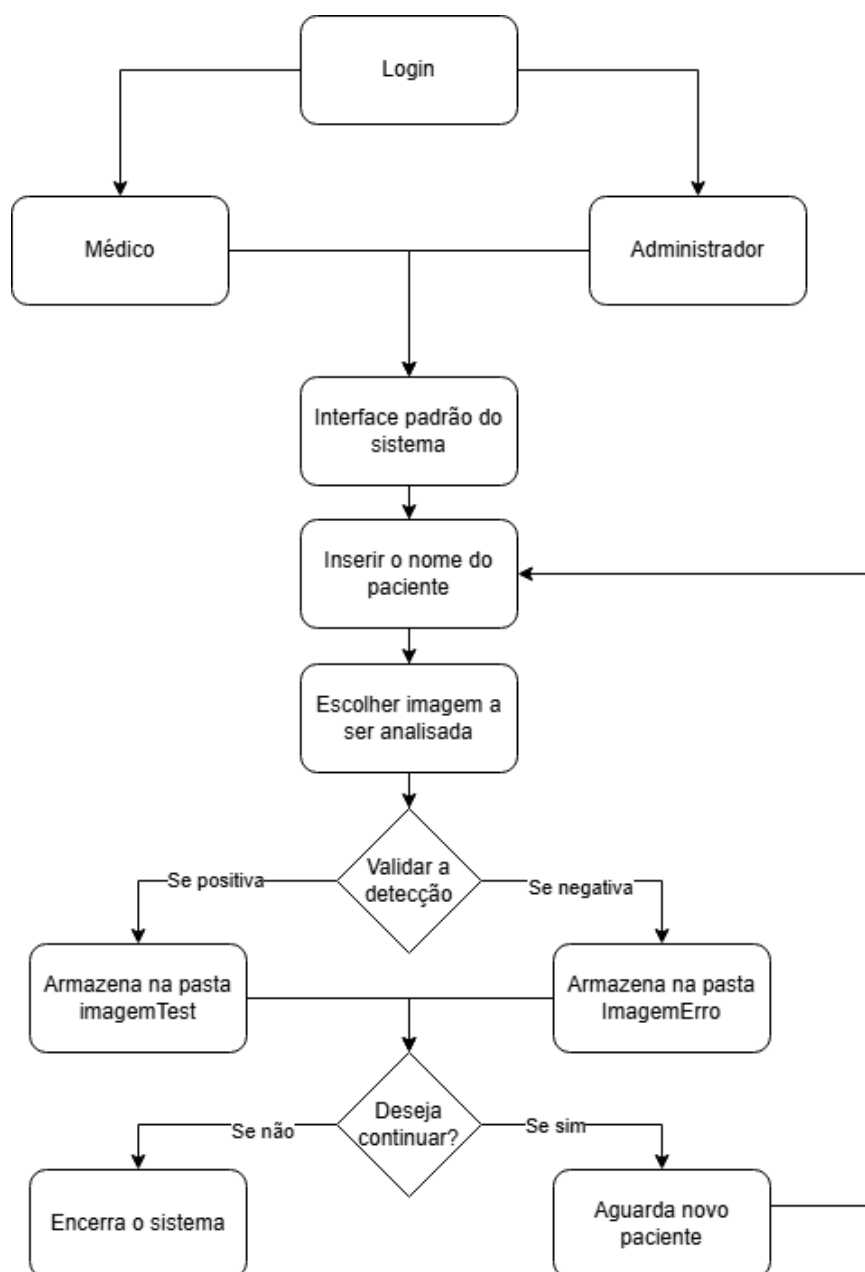 Login
Médico
Administrador
Interface padrão do
sistema
Inserir o nome do
paciente
Escolher imagem a
ser analisada
Validar a
detecção
Se positiva
Se negativa
Armazena na pasta
imagemTest
Armazena na pasta
ImagemErro
Deseja
continuar?
Se não
Se sim
Encerra o sistema
Aguarda novo
paciente